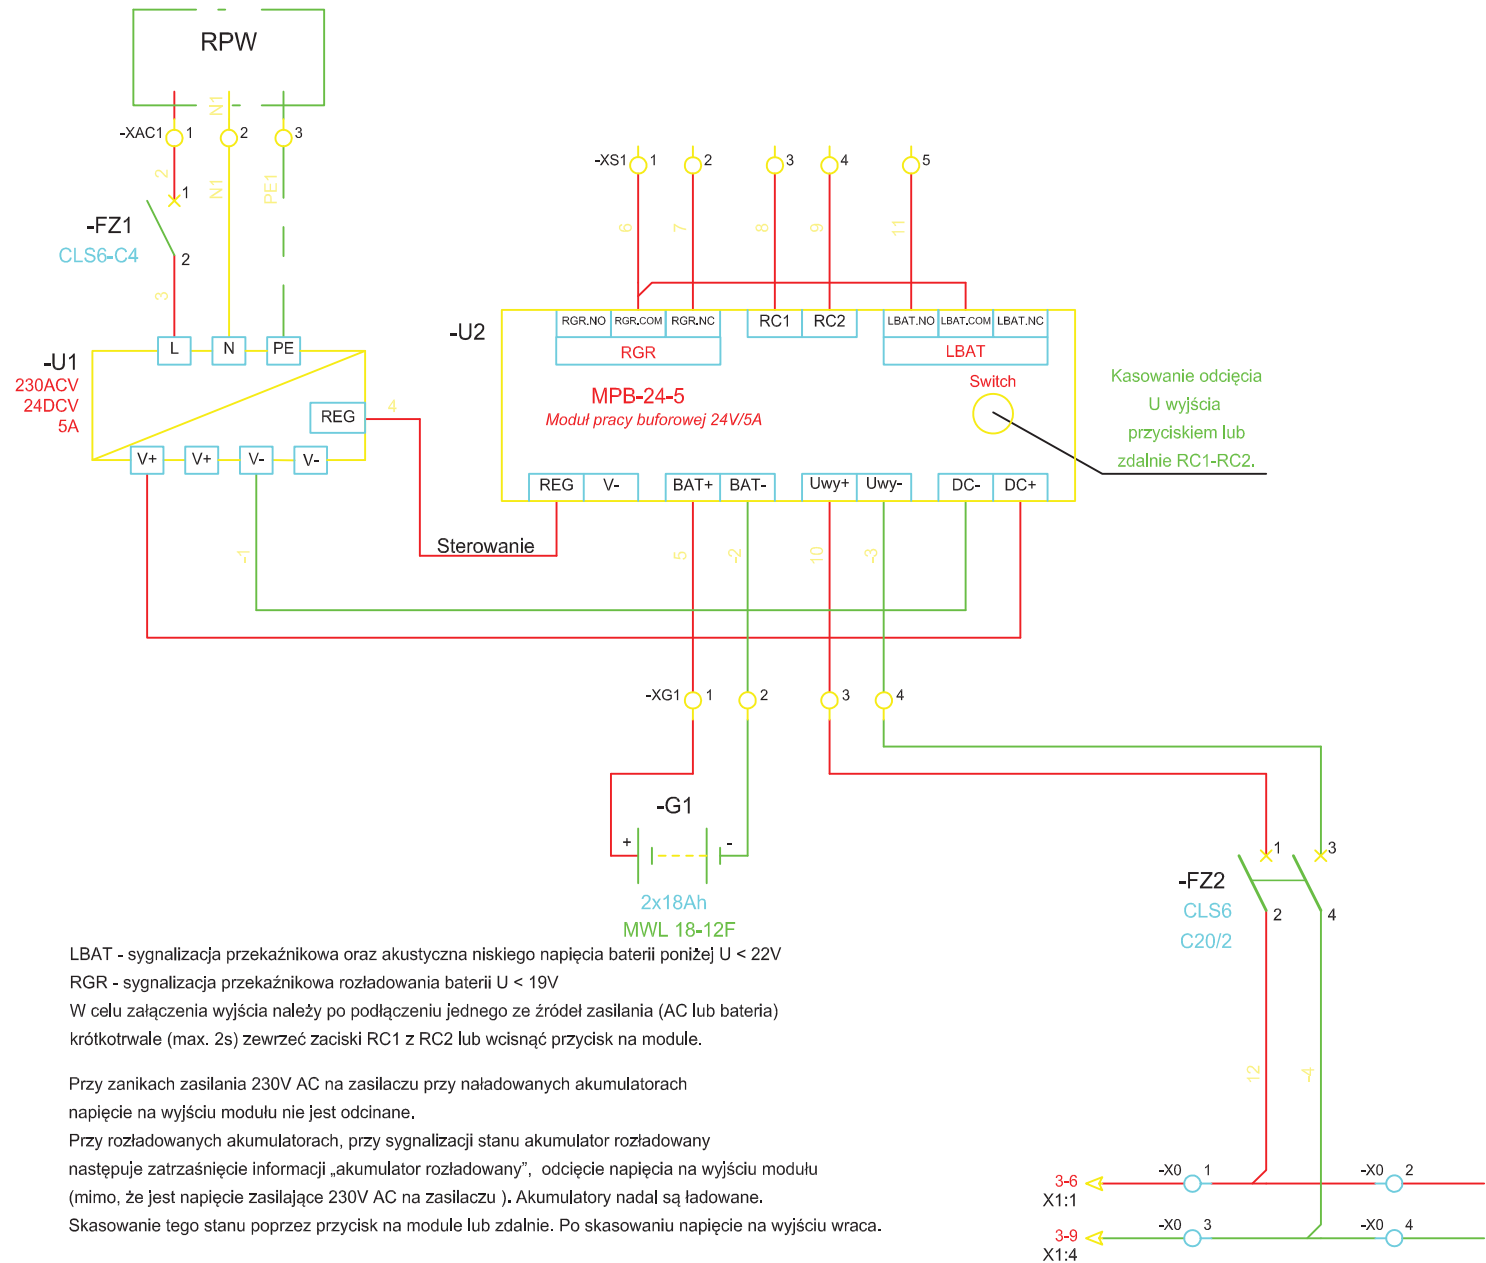 RPW
N1
-XAC1 1 2 3
2
N1
PE1
1
-FZ1
CLS6-C4
2
3
-U1
230ACV
24DCV
5A
L N PE
REG
4
V+ V+ V- V-
-1
Sterowanie
-XS1 1 2 3 4 5
6 7 8 9 11
-U2
RGR.NO RGR.COM RGR.NC RC1 RC2 LBAT.NO LBAT.COM LBAT.NC
RGR LBAT
MPB-24-5
Moduł pracy buforowej 24V/5A
Switch
Kasowanie odcięcia
U wyjścia
przyciskiem lub
zdalnie RC1-RC2.
REG V- BAT+ BAT- Uwy+ Uwy- DC- DC+
5 -2 10 -3
-XG1 1 2 3 4
-G1
+ -
2x18Ah
MWL 18-12F
1 3
-FZ2
CLS6
C20/2
2 4
12 -4
LBAT - sygnalizacja przekaźnikowa oraz akustyczna niskiego napięcia baterii poniżej U < 22V
RGR - sygnalizacja przekaźnikowa rozładowania baterii U < 19V
W celu załączenia wyjścia należy po podłączeniu jednego ze źródeł zasilania (AC lub bateria)
krótkotrwale (max. 2s) zewrzeć zaciski RC1 z RC2 lub wcisnąć przycisk na module.
Przy zanikach zasilania 230V AC na zasilaczu przy naładowanych akumulatorach
napięcie na wyjściu modułu nie jest odcinane.
Przy rozładowanych akumulatorach, przy sygnalizacji stanu akumulator rozładowany
następuje zatrzaśnięcie informacji „akumulator rozładowany”, odcięcie napięcia na wyjściu modułu
(mimo, że jest napięcie zasilające 230V AC na zasilaczu ). Akumulatory nadal są ładowane.
Skasowanie tego stanu poprzez przycisk na module lub zdalnie. Po skasowaniu napięcie na wyjściu wraca.
3-6
X1:1
-X0 1 -X0 2
3-9
X1:4
-X0 3 -X0 4